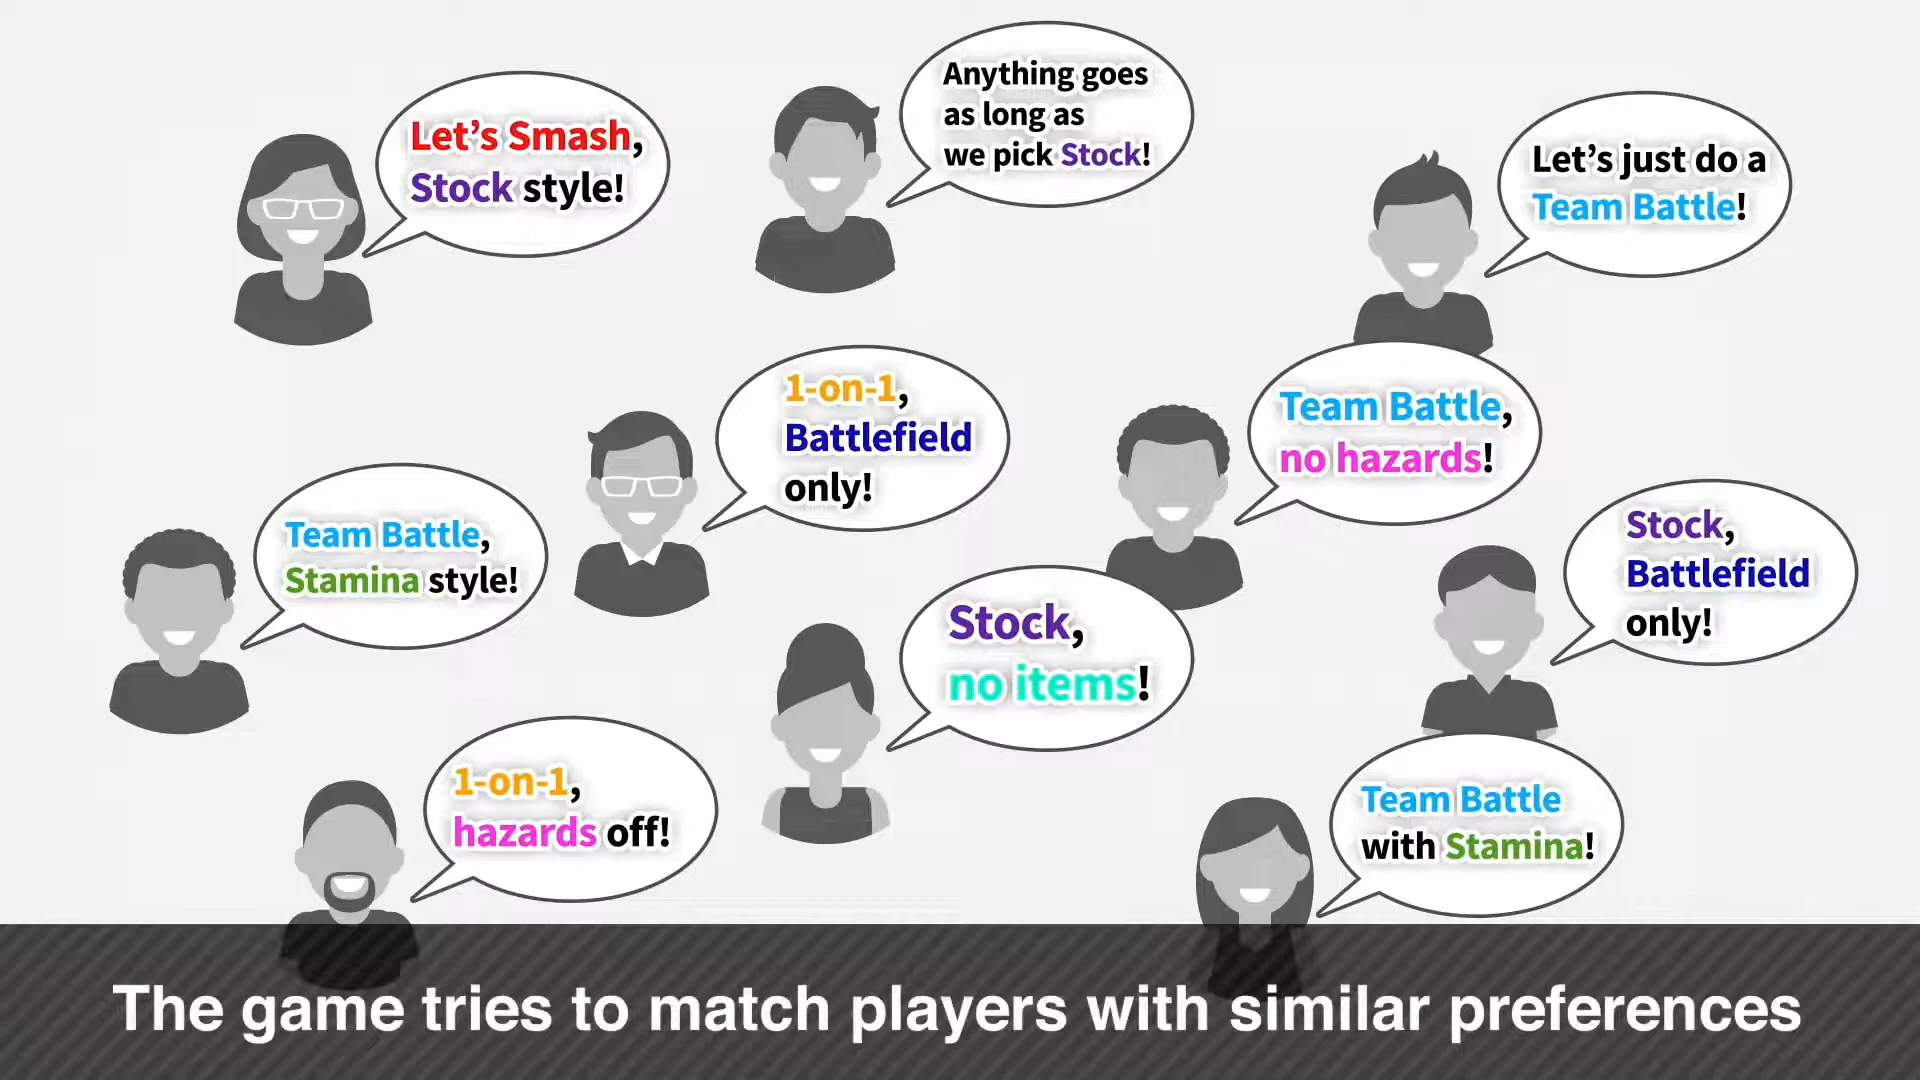 Let's Smash,
Stock style!
Anything goes
as long as
we pick Stock!
Let's just do a
Team Battle!
1-on-1,
Battlefield
only!
Team Battle,
no hazards!
Team Battle,
Stamina style!
Stock,
Battlefield
only!
Stock,
no items!
1-on-1,
hazards off!
Team Battle
with Stamina!
The game tries to match players with similar preferences